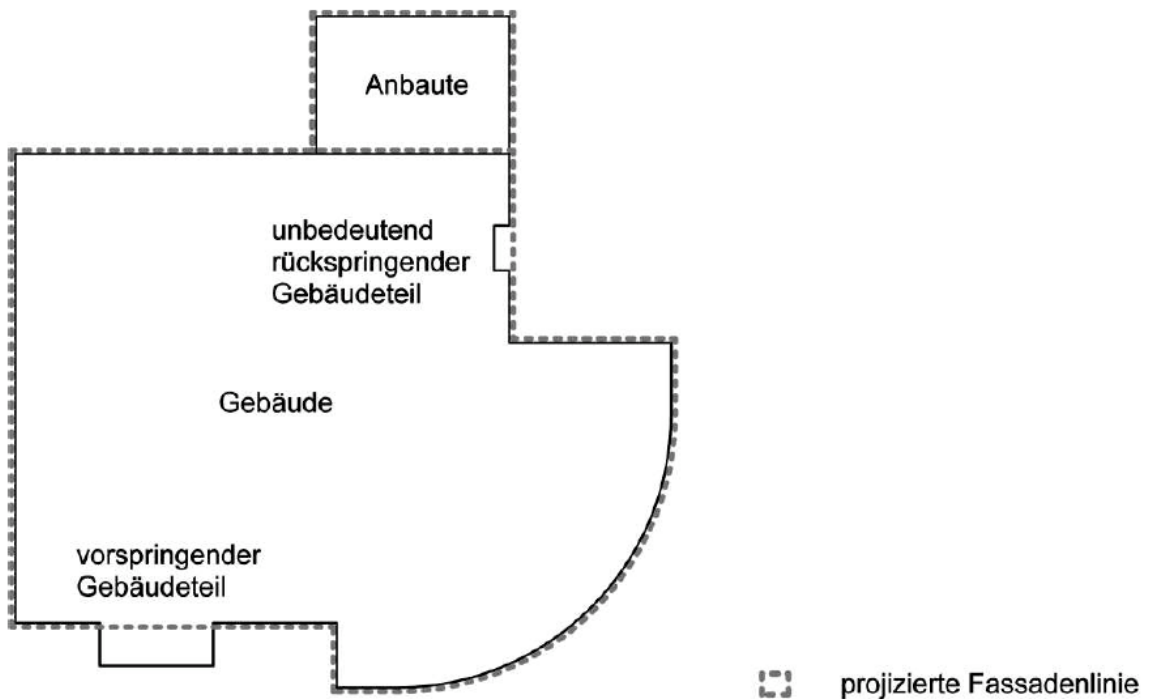 Anbaute
unbedeutend
rückspringender
Gebäudeteil
Gebäude
vorspringender
Gebäudeteil
projizierte Fassadenlinie